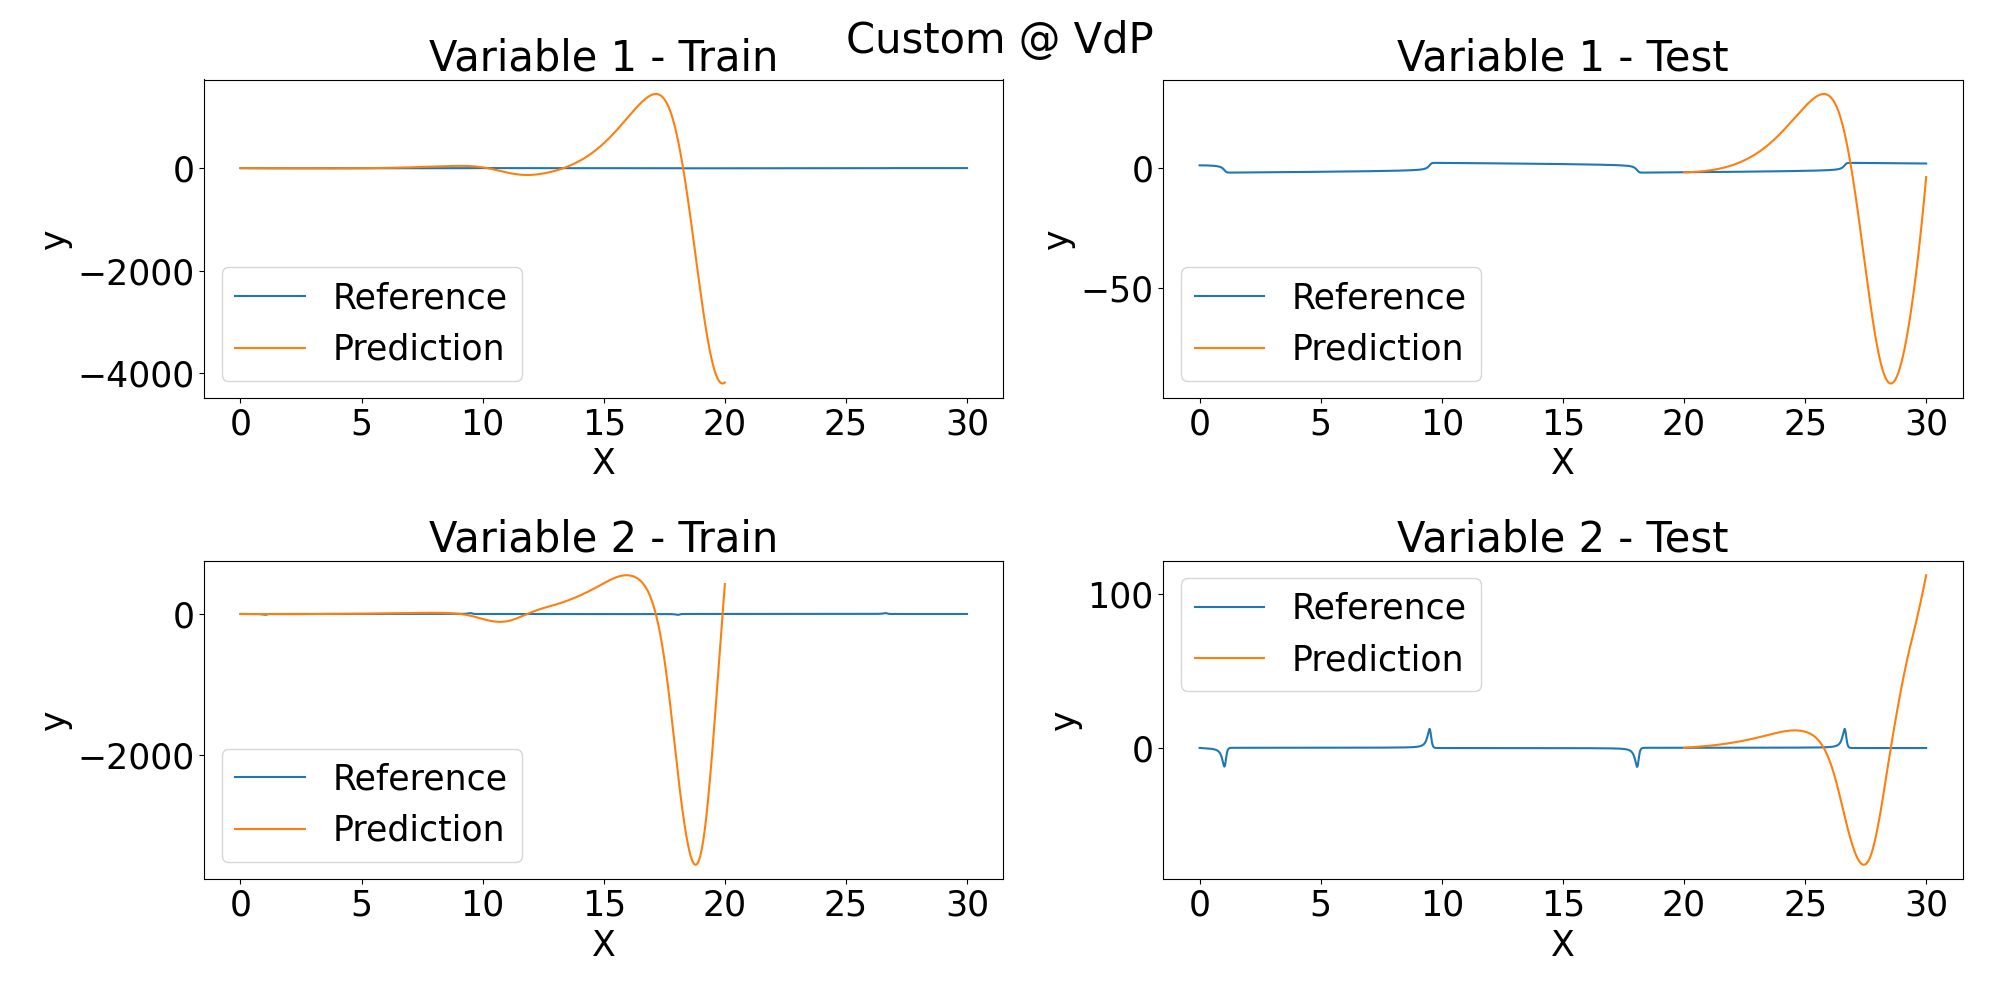 Custom @ VdP
Variable 1 - Train
y
0
−2000
−4000
Reference
Prediction
0 5 10 15 20 25 30
X
Variable 1 - Test
y
0
−50
Reference
Prediction
0 5 10 15 20 25 30
X
Variable 2 - Train
y
0
−2000
Reference
Prediction
0 5 10 15 20 25 30
X
Variable 2 - Test
y
100
0
Reference
Prediction
0 5 10 15 20 25 30
X